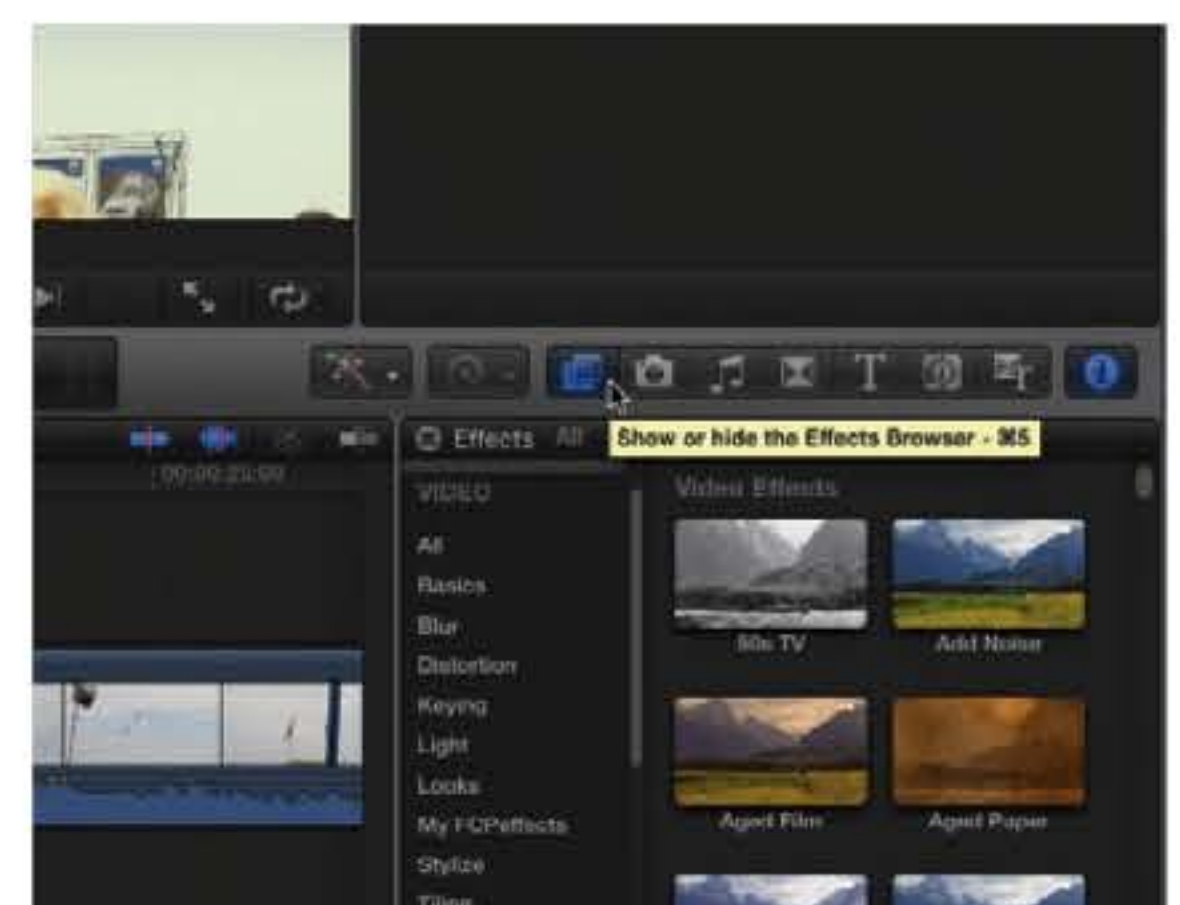 T
Effects All
Show or hide the Effects Browser - ⌘5
VIDEO
Video Effects
All
Basics
Blur
Distortion
Keying
Light
Looks
My FCPeffects
Stylize
Tiling
50s TV
Add Noise
Aged Film
Aged Paper